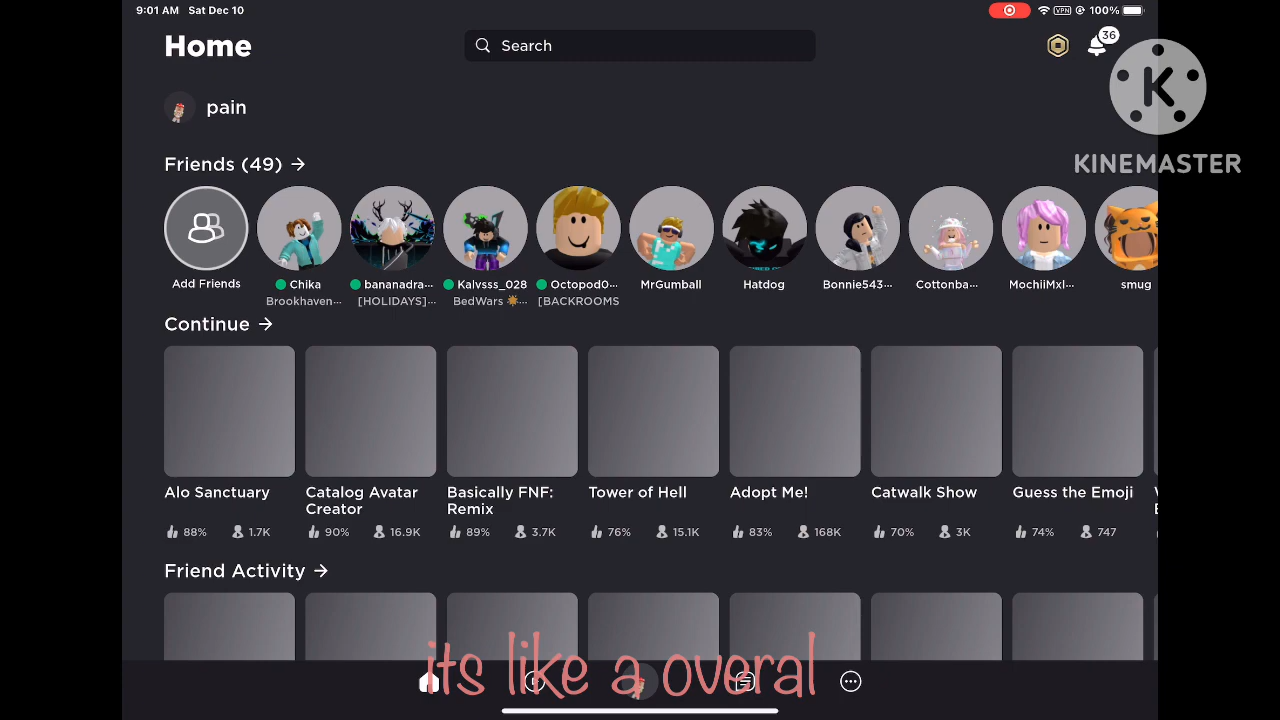 9:01 AM Sat Dec 10
VPN 100%
Home
Search
36
K
KINEMASTER
pain
Friends (49) →
Add Friends
Chika
Brookhaven...
bananadra...
[HOLIDAYS]...
Kalvsss_028
BedWars ☀...
Octopod0...
[BACKROOMS
MrGumball
Hatdog
Bonnie543...
Cottonba...
MochiiMxl...
smug
Continue →
Alo Sanctuary
88% 1.7K
Catalog Avatar
Creator
90% 16.9K
Basically FNF:
Remix
89% 3.7K
Tower of Hell
76% 15.1K
Adopt Me!
83% 168K
Catwalk Show
70% 3K
Guess the Emoji
74% 747
Friend Activity →
its like a overal